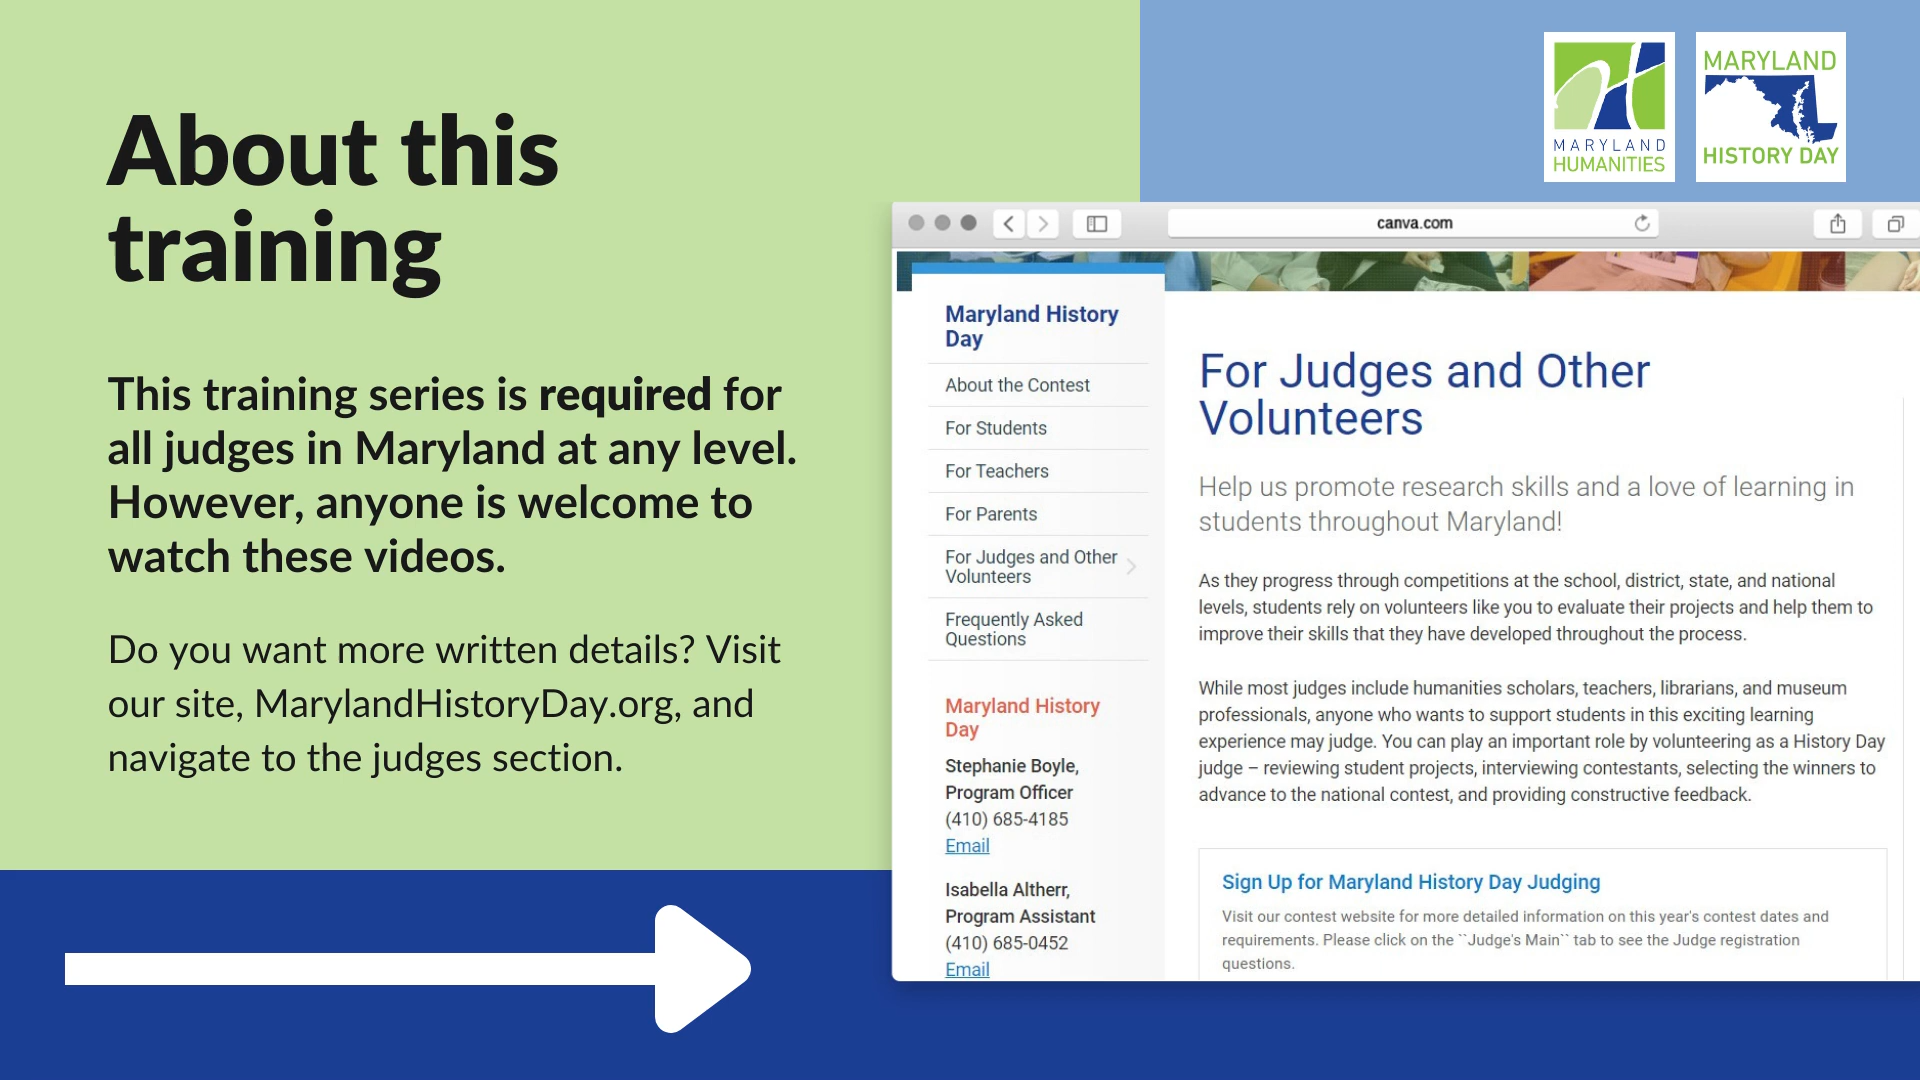 About this
training
This training series is required for
all judges in Maryland at any level.
However, anyone is welcome to
watch these videos.
Do you want more written details? Visit
our site, MarylandHistoryDay.org, and
navigate to the judges section.
MARYLAND
HUMANITIES
MARYLAND
HISTORY DAY
canva.com
Maryland History
Day
About the Contest
For Students
For Teachers
For Parents
For Judges and Other
Volunteers
Frequently Asked
Questions
Maryland History
Day
Stephanie Boyle,
Program Officer
(410) 685-4185
Email
Isabella Altherr,
Program Assistant
(410) 685-0452
Email
For Judges and Other
Volunteers
Help us promote research skills and a love of learning in
students throughout Maryland!
As they progress through competitions at the school, district, state, and national
levels, students rely on volunteers like you to evaluate their projects and help them to
improve their skills that they have developed throughout the process.
While most judges include humanities scholars, teachers, librarians, and museum
professionals, anyone who wants to support students in this exciting learning
experience may judge. You can play an important role by volunteering as a History Day
judge – reviewing student projects, interviewing contestants, selecting the winners to
advance to the national contest, and providing constructive feedback.
Sign Up for Maryland History Day Judging
Visit our contest website for more detailed information on this year's contest dates and
requirements. Please click on the ``Judge's Main`` tab to see the Judge registration
questions.